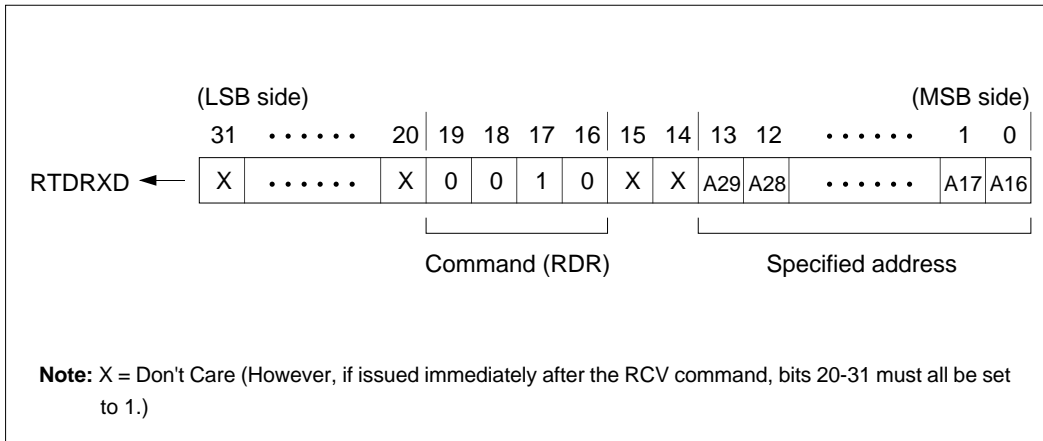 (LSB side) (MSB side)
31 • • • • • • 20 19 18 17 16 15 14 13 12 • • • • • • 1 0
RTDRXD X • • • • • • X 0 0 1 0 X X A29 A28 • • • • • • A17 A16
Command (RDR) Specified address
Note: X = Don't Care (However, if issued immediately after the RCV command, bits 20-31 must all be set
to 1.)